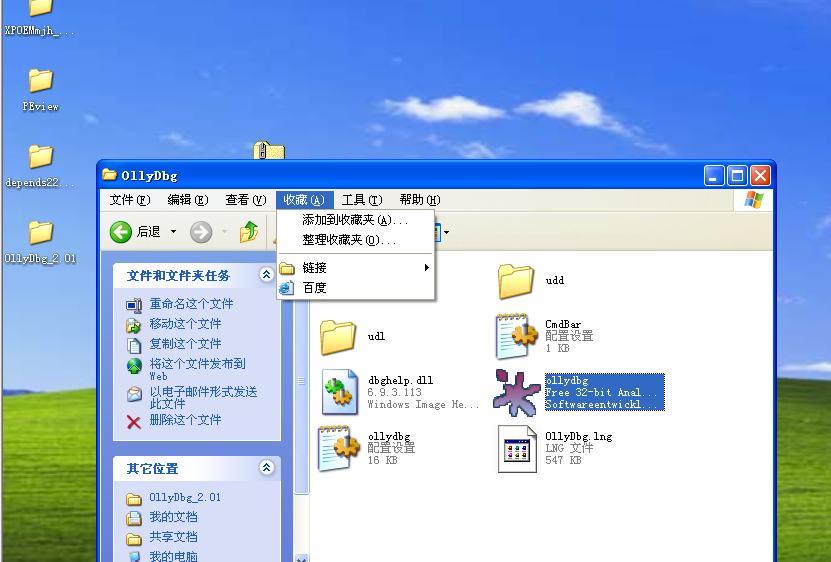 XPOEMmjh_...
PEview
depends22...
OllyDbg_2.01
OllyDbg
文件(F) 编辑(E) 查看(V) 收藏(A) 工具(T) 帮助(H)
后退
添加到收藏夹(A)...
整理收藏夹(O)...
链接
百度
文件和文件夹任务
重命名这个文件
移动这个文件
复制这个文件
将这个文件发布到
Web
以电子邮件形式发送
此文件
删除这个文件
其它位置
OllyDbg_2.01
我的文档
共享文档
我的电脑
udd
udl
CmdBar
配置设置
1 KB
dbghelp.dll
6.9.3.113
Windows Image He...
ollydbg
Free 32-bit Anal...
Softwareentwickl...
ollydbg
配置设置
16 KB
OllyDbg.lng
LNG 文件
547 KB